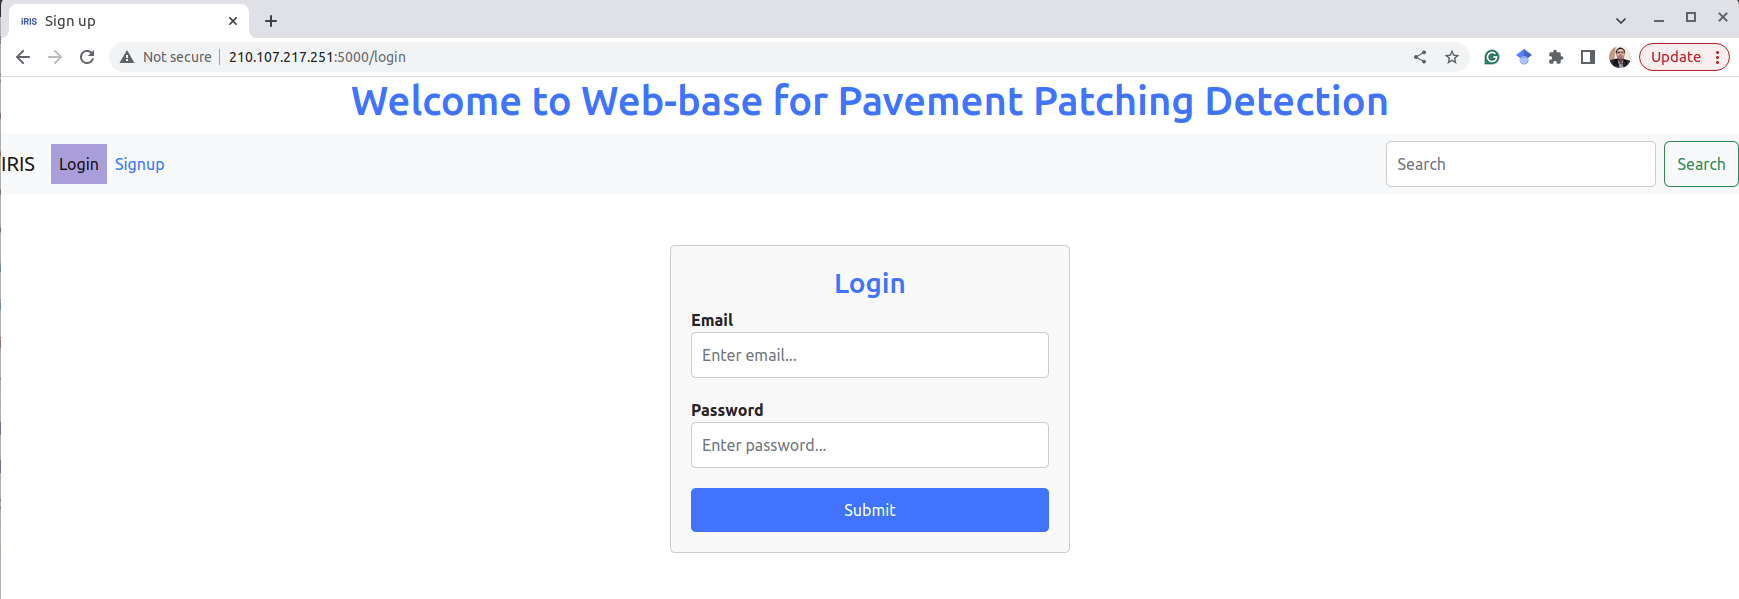 iRIS Sign up
Not secure 210.107.217.251:5000/login Update
Welcome to Web-base for Pavement Patching Detection
IRIS Login Signup Search Search
Login
Email
Enter email...
Password
Enter password...
Submit